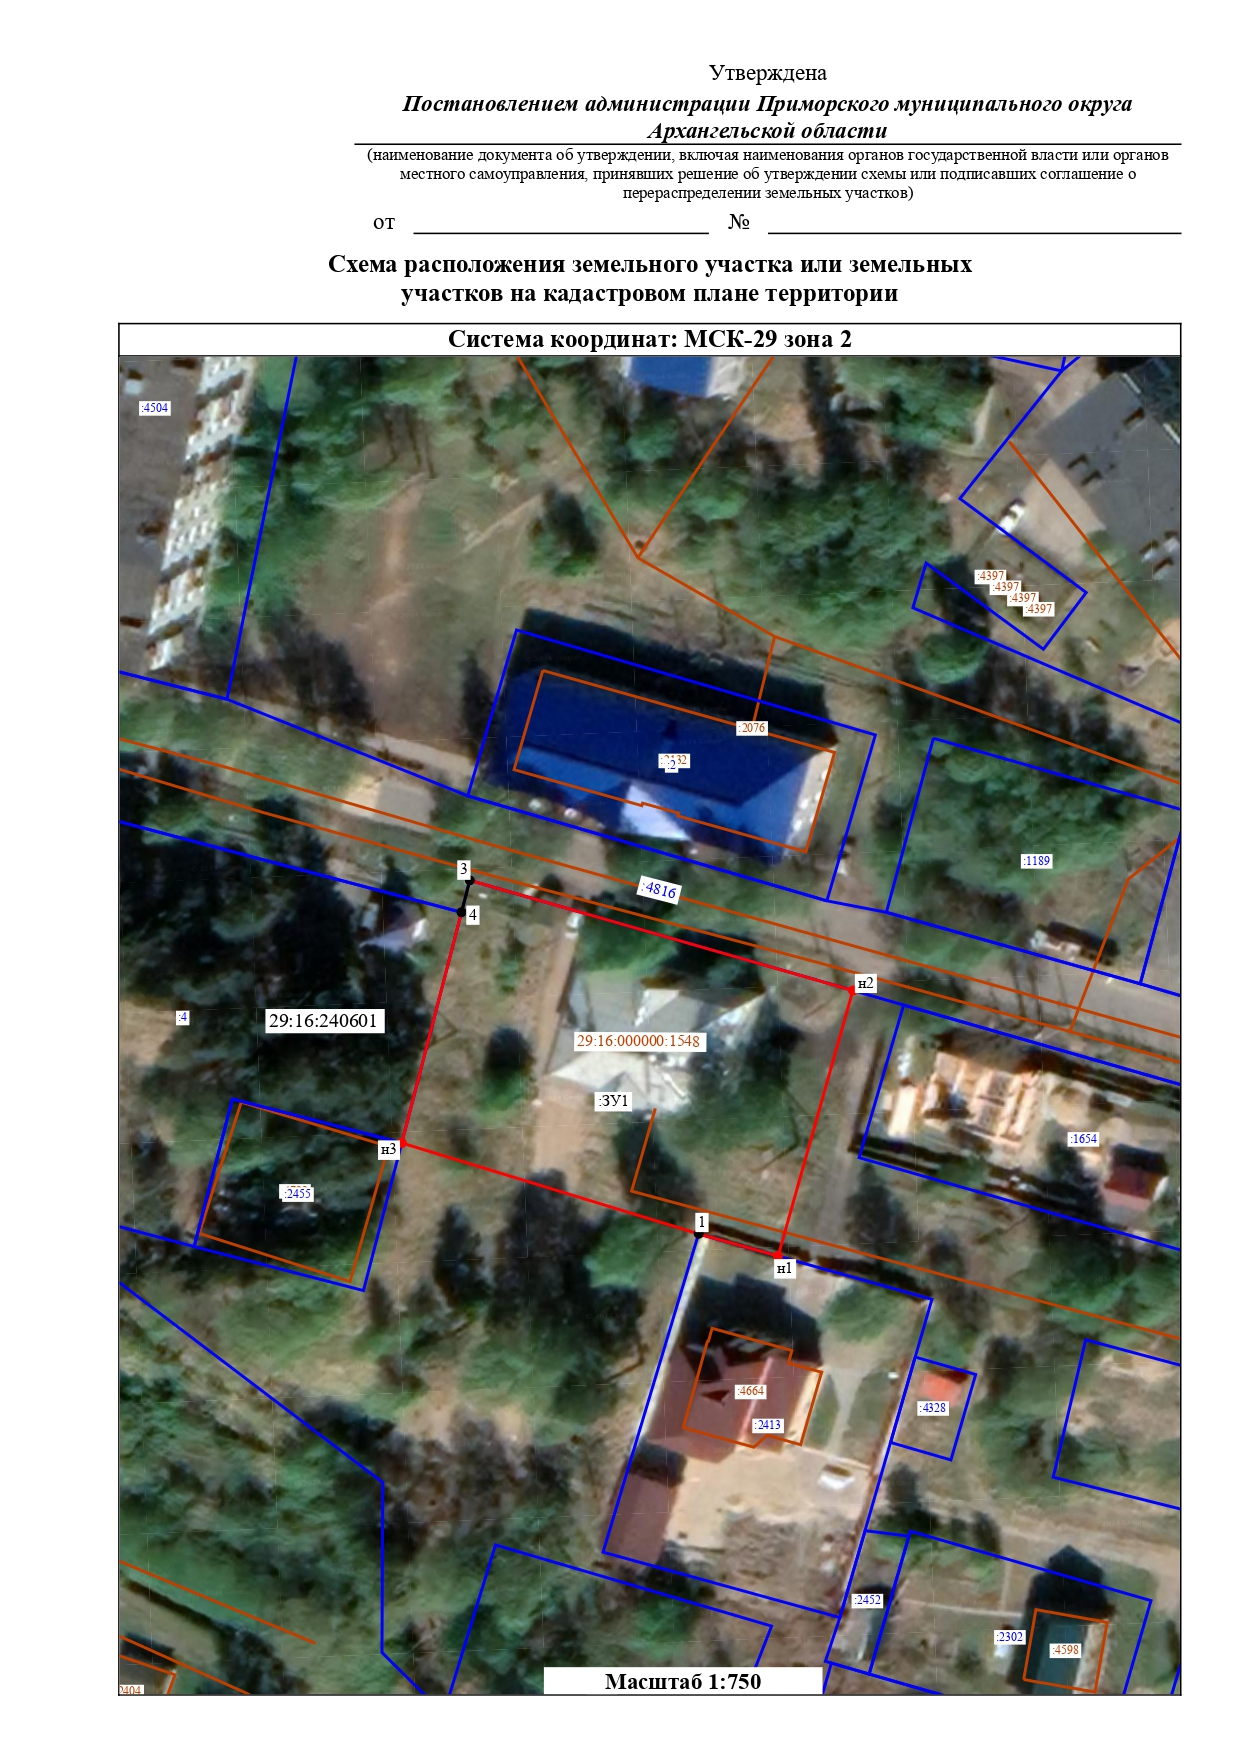 Утверждена
Постановлением администрации Приморского муниципального округа
Архангельской области
(наименование документа об утверждении, включая наименования органов государственной власти или органов
местного самоуправления, принявших решение об утверждении схемы или подписавших соглашение о
перераспределении земельных участков)
от №
Схема расположения земельного участка или земельных
участков на кадастровом плане территории
Система координат: МСК-29 зона 2
:4504
:4397
:4397
:4397
:4397
:2076
:2
:1189
3
:4816
4
н2
:4
29:16:240601
29:16:000000:1548
:ЗУ1
:1654
н3
:2455
1
н1
:4664
:4328
:2413
:2452
:2302
:4598
Масштаб 1:750
2404